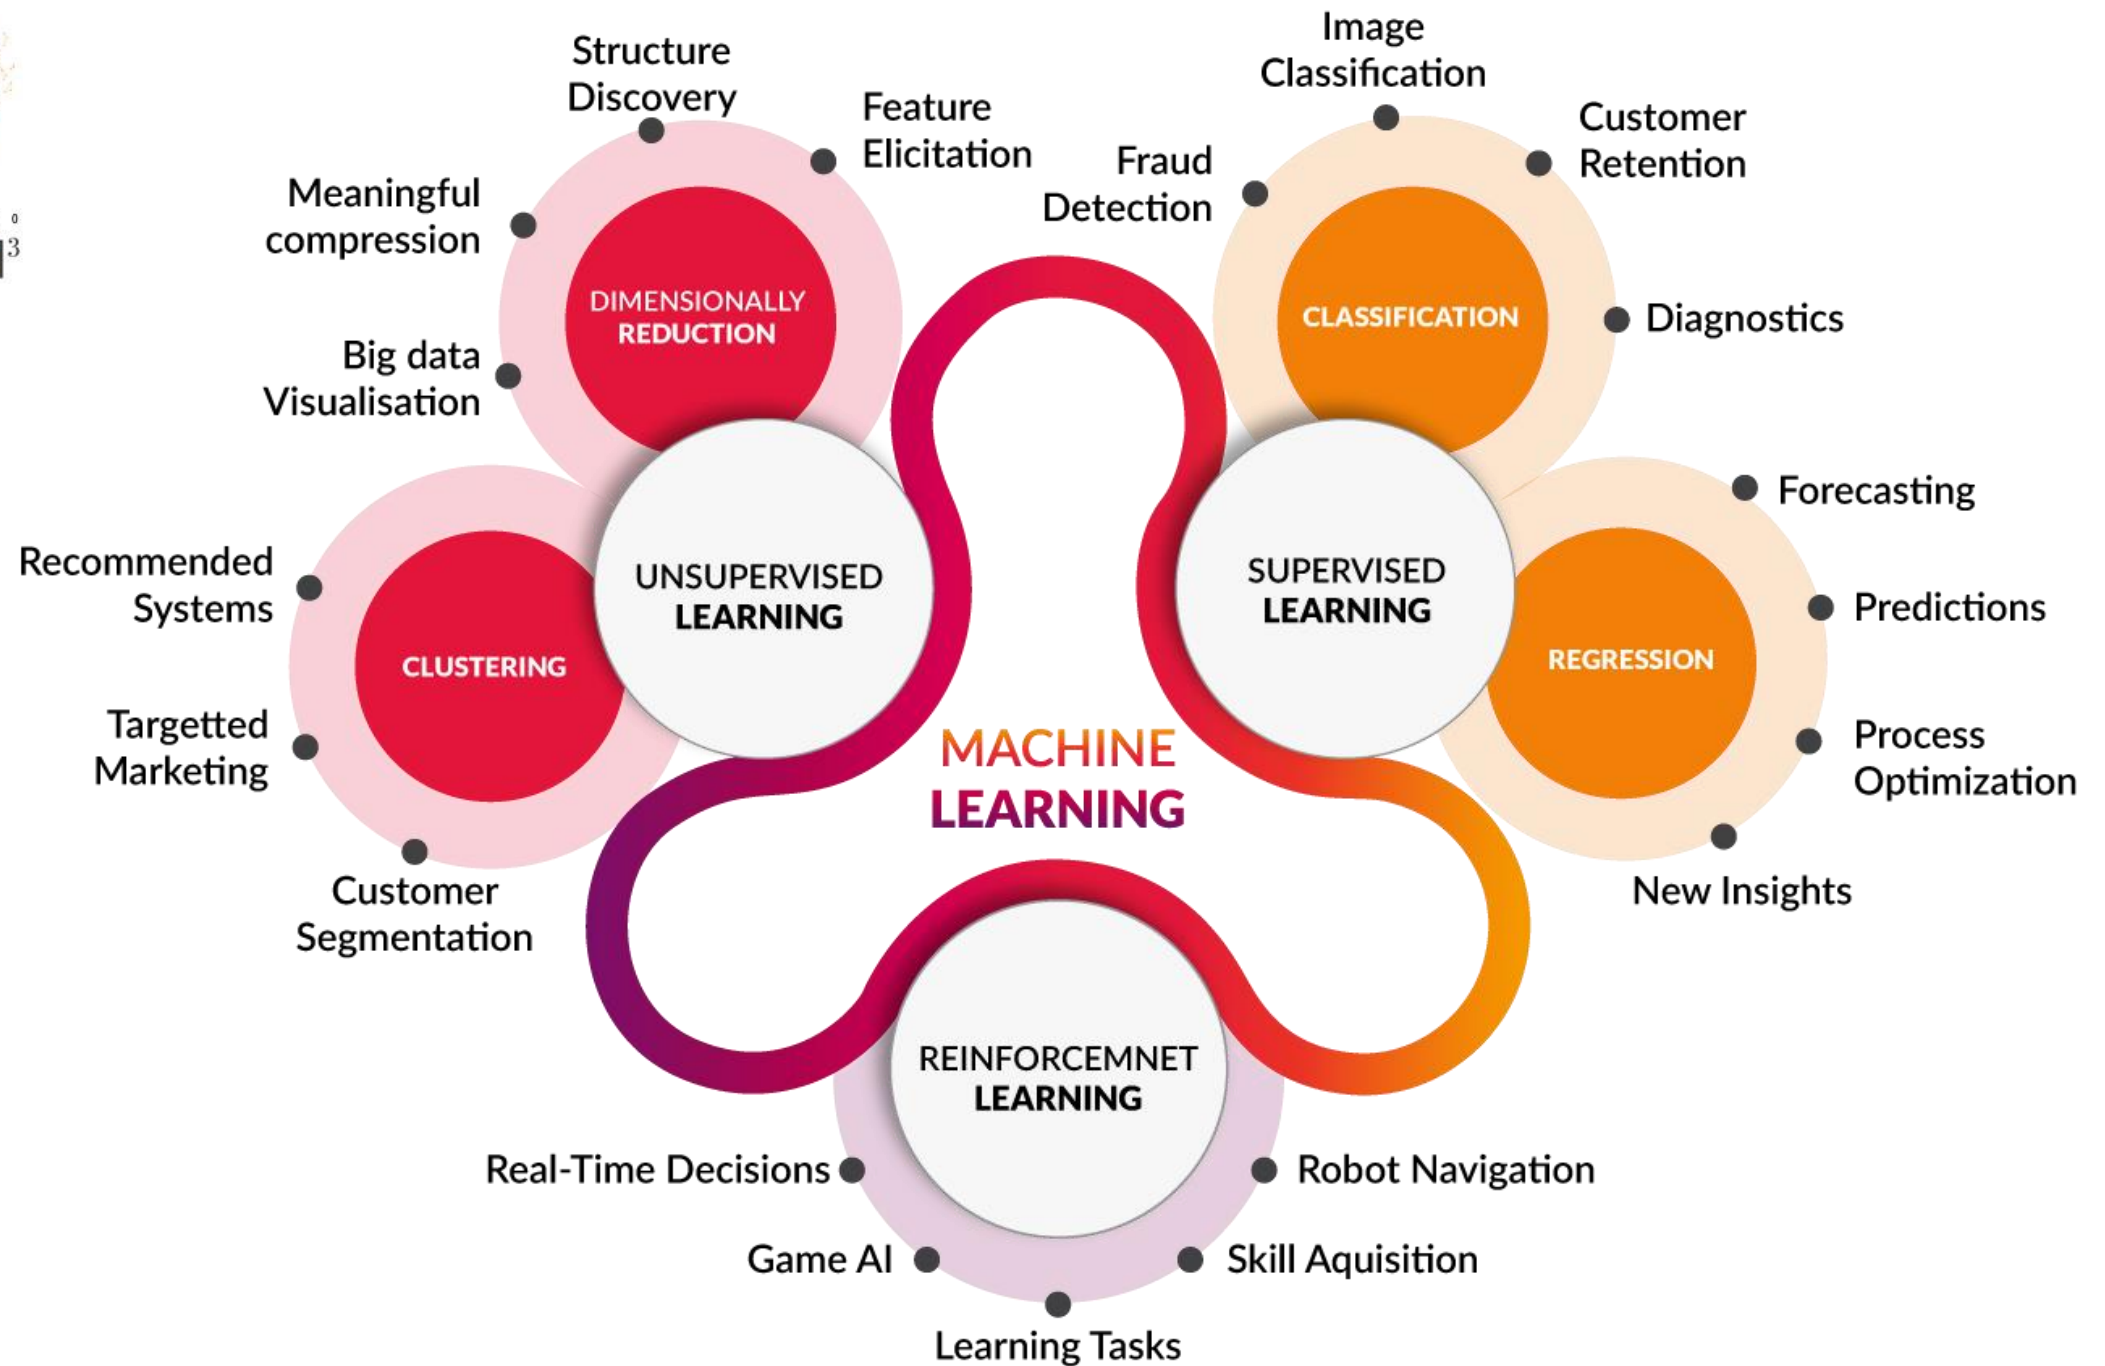 Structure
Discovery
Feature
Elicitation
Meaningful
compression
Big data
Visualisation
DIMENSIONALLY
REDUCTION
Recommended
Systems
Targetted
Marketing
Customer
Segmentation
CLUSTERING
UNSUPERVISED
LEARNING
Image
Classification
Customer
Retention
Fraud
Detection
Diagnostics
CLASSIFICATION
SUPERVISED
LEARNING
Forecasting
Predictions
Process
Optimization
New Insights
REGRESSION
MACHINE
LEARNING
REINFORCEMNET
LEARNING
Real-Time Decisions
Robot Navigation
Game AI
Skill Aquisition
Learning Tasks
0
3